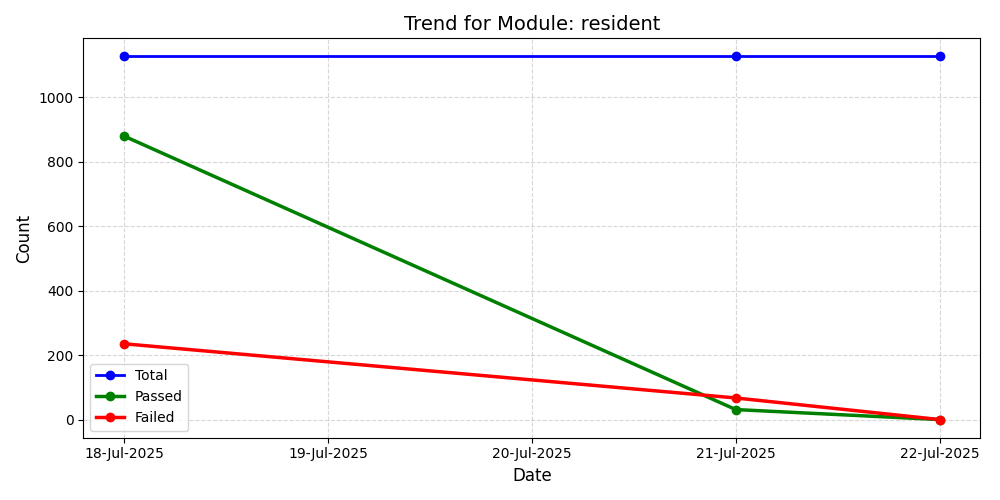 Trend for Module: resident
Count
1000
800
600
400
200
0
Total
Passed
Failed
18-Jul-2025
19-Jul-2025
20-Jul-2025
21-Jul-2025
22-Jul-2025
Date